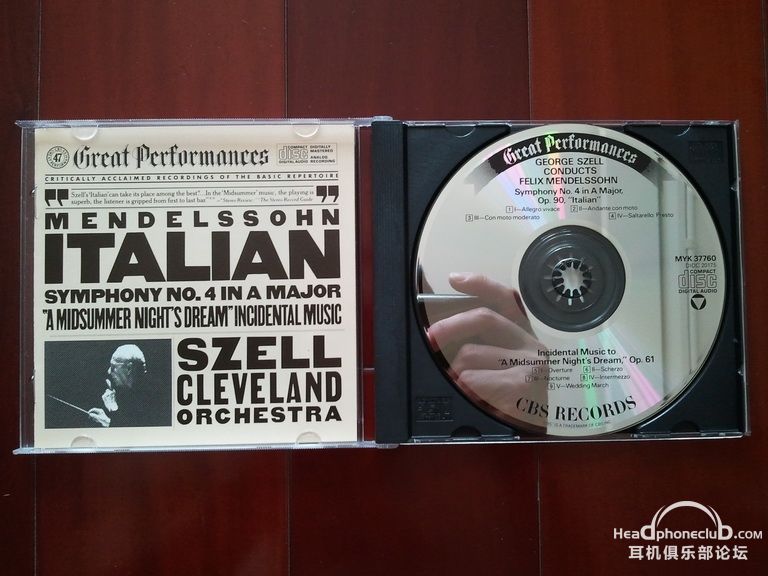 47
Great Performances
COMPACT
disc
DIGITAL AUDIO
DIGITALLY
MASTERED
ANALOG
RECORDING
CRITICALLY ACCLAIMED RECORDINGS OF THE BASIC REPERTOIRE
Szell's 'Italian' can take its place among the best"...In the 'Midsummer' music, the playing is
superb, the listener is gripped from first to last bar"
—Stereo Review —The Stereo Record Guide
MENDELSSOHN
ITALIAN
SYMPHONY NO. 4 IN A MAJOR
"A MIDSUMMER NIGHT'S DREAM" INCIDENTAL MUSIC
SZELL
CLEVELAND
ORCHESTRA
Great Performances
GEORGE SZELL
CONDUCTS
FELIX MENDELSSOHN
Symphony No. 4 in A Major,
Op. 90, "Italian"
1 I—Allegro vivace 2 II—Andante con moto
3 III—Con moto moderato 4 IV—Saltarello: Presto
MYK 37760
DIDC 20173
COMPACT
disc
DIGITAL AUDIO
Incidental Music to
"A Midsummer Night's Dream," Op. 61
5 I—Overture 6 II—Scherzo
7 III—Nocturne 8 IV—Intermezzo
9 V—Wedding March
CBS RECORDS
HeadphoneclubD.com
耳机俱乐部论坛